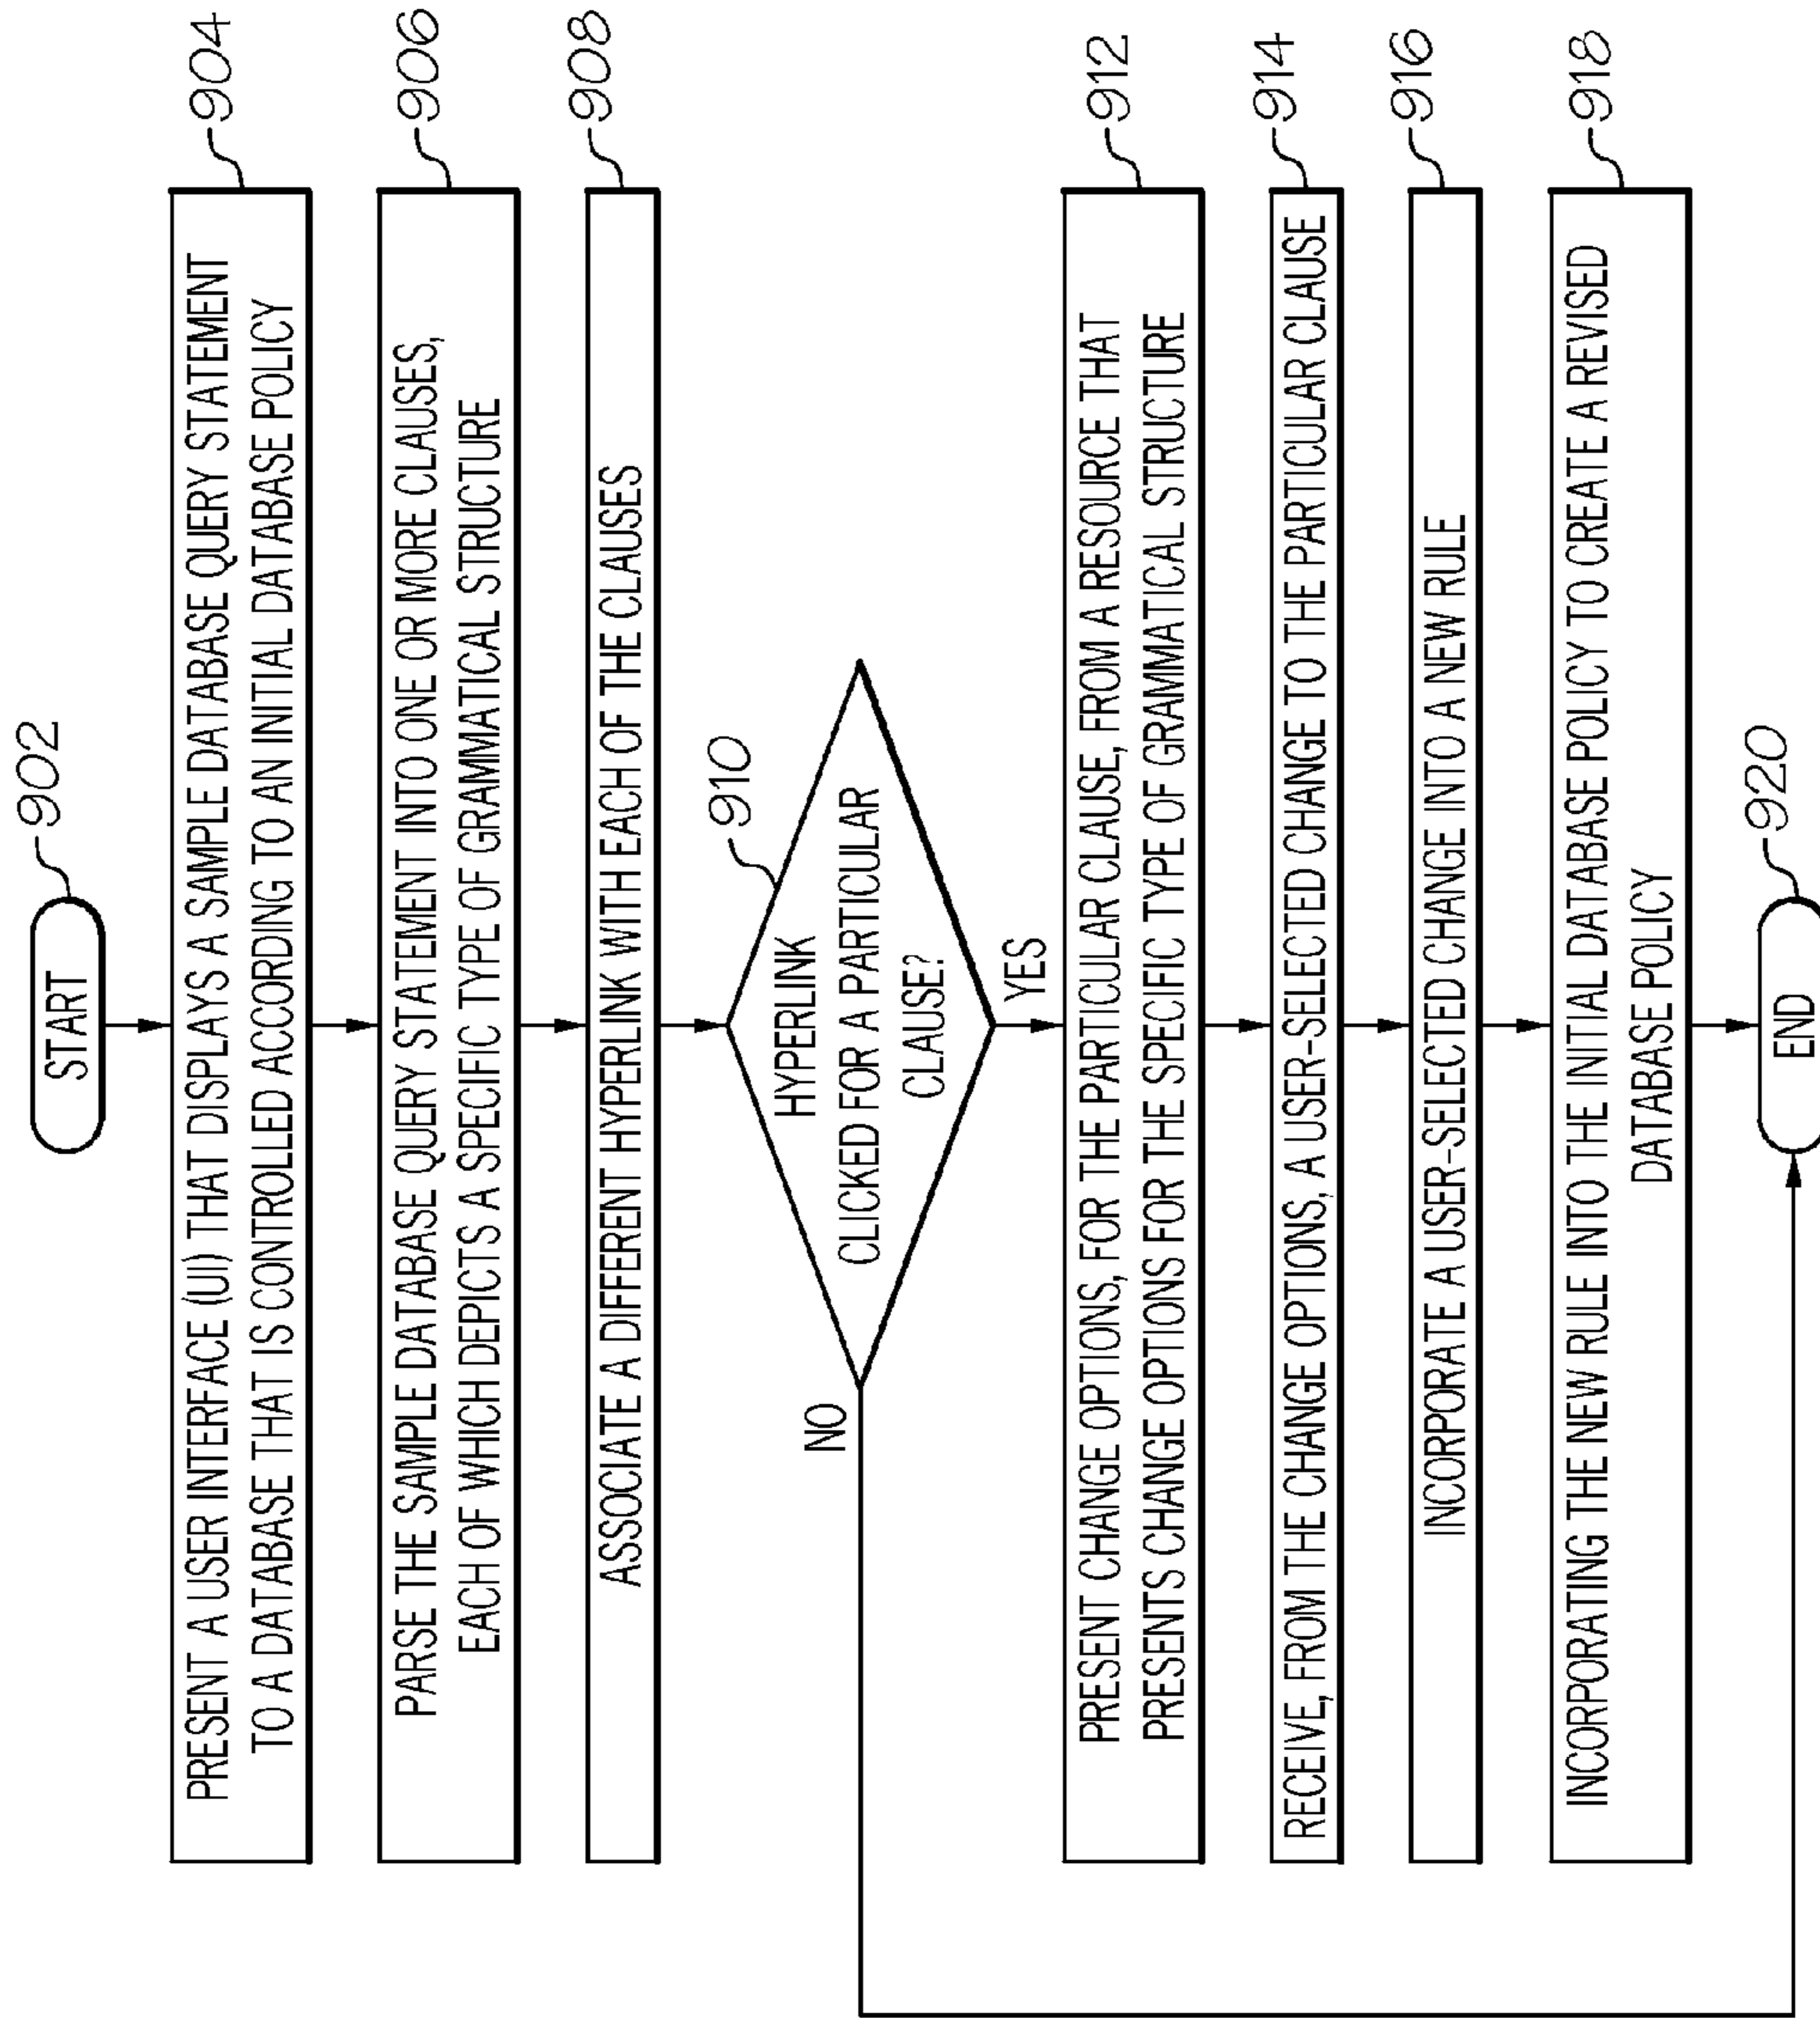 902
START
904
PRESENT A USER INTERFACE (UI) THAT DISPLAYS A SAMPLE DATABASE QUERY STATEMENT
TO A DATABASE THAT IS CONTROLLED ACCORDING TO AN INITIAL DATABASE POLICY
906
PARSE THE SAMPLE DATABASE QUERY STATEMENT INTO ONE OR MORE CLAUSES,
EACH OF WHICH DEPICTS A SPECIFIC TYPE OF GRAMMATICAL STRUCTURE
908
ASSOCIATE A DIFFERENT HYPERLINK WITH EACH OF THE CLAUSES
910
HYPERLINK
CLICKED FOR A PARTICULAR
CLAUSE?
NO
YES
912
PRESENT CHANGE OPTIONS, FOR THE PARTICULAR CLAUSE, FROM A RESOURCE THAT
PRESENTS CHANGE OPTIONS FOR THE SPECIFIC TYPE OF GRAMMATICAL STRUCTURE
914
RECEIVE, FROM THE CHANGE OPTIONS, A USER-SELECTED CHANGE TO THE PARTICULAR CLAUSE
916
INCORPORATE A USER-SELECTED CHANGE INTO A NEW RULE
918
INCORPORATING THE NEW RULE INTO THE INITIAL DATABASE POLICY TO CREATE A REVISED
DATABASE POLICY
920
END